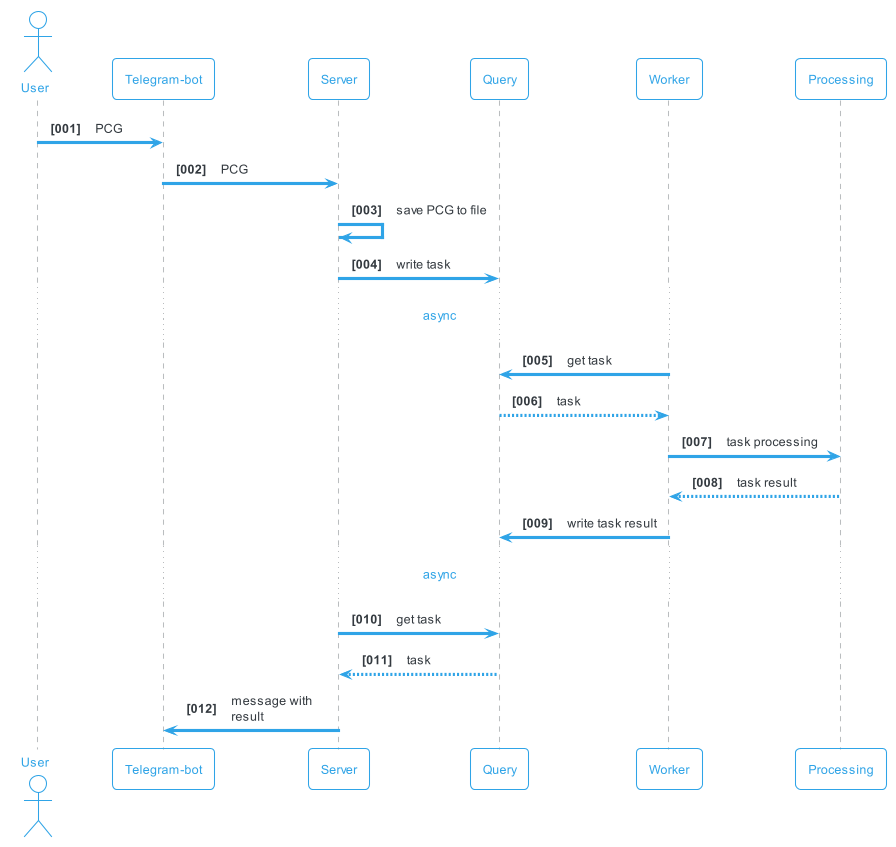 User
Telegram-bot Server Query Worker Processing
[001] PCG
[002] PCG
[003] save PCG to file
[004] write task
async
[005] get task
[006] task
[007] task processing
[008] task result
[009] write task result
async
[010] get task
[011] task
[012] message with
result
User
Telegram-bot Server Query Worker Processing